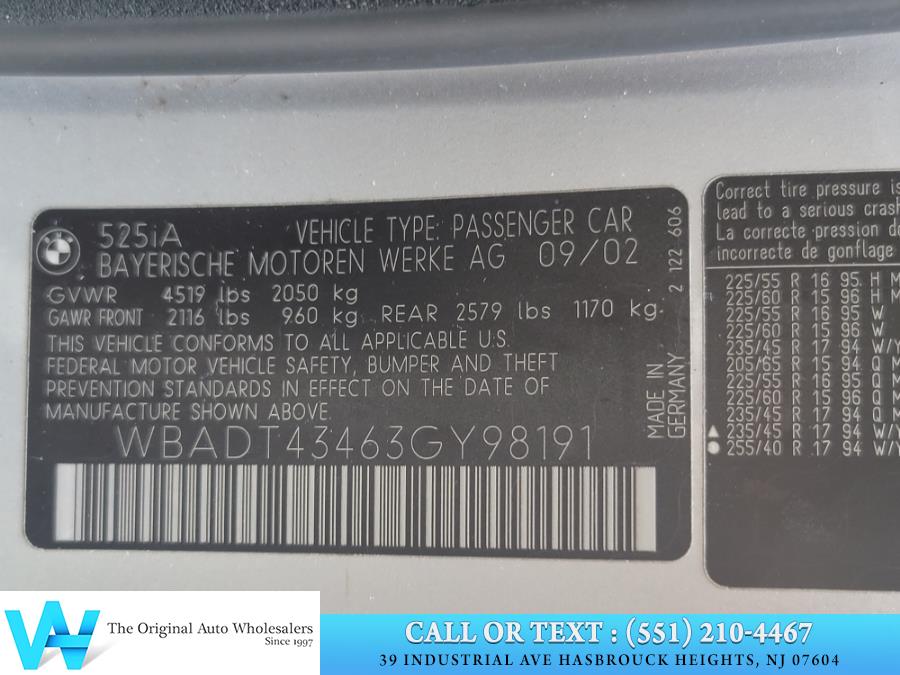 525iA VEHICLE TYPE: PASSENGER CAR
BAYERISCHE MOTOREN WERKE AG 09/02
GVWR 4519 lbs 2050 kg
GAWR FRONT 2116 lbs 960 kg REAR 2579 lbs 1170 kg.
THIS VEHICLE CONFORMS TO ALL APPLICABLE U.S.
FEDERAL MOTOR VEHICLE SAFETY, BUMPER AND THEFT
PREVENTION STANDARDS IN EFFECT ON THE DATE OF
MANUFACTURE SHOWN ABOVE.
WBADT43463GY98191
2 122 606
MADE IN
GERMANY
Correct tire pressure is
lead to a serious crash
La correcte pression de
incorrecte de gonflage
225/55 R 16 95 H M
225/60 R 15 96 H M
225/55 R 16 95 W
225/60 R 15 96 W
235/45 R 17 94 W/Y
205/65 R 15 94 Q M
225/55 R 16 95 Q M
225/60 R 15 96 Q M
235/45 R 17 94 Q M
▲ 235/45 R 17 94 W/Y
● 255/40 R 17 94 W/Y
BMW
AW
The Original Auto Wholesalers
Since 1997
CALL OR TEXT : (551) 210-4467
39 INDUSTRIAL AVE HASBROUCK HEIGHTS, NJ 07604